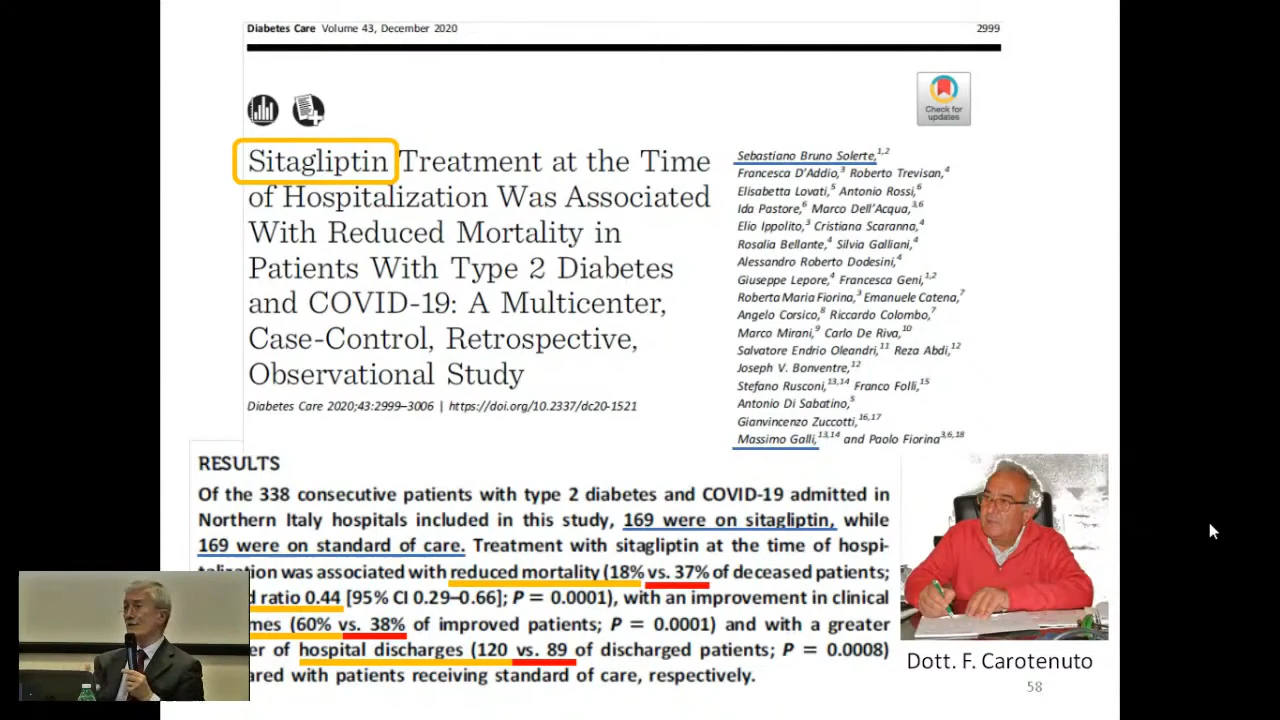 Diabetes Care Volume 43, December 2020
2999
Check for
updates
Sitagliptin Treatment at the Time
of Hospitalization Was Associated
With Reduced Mortality in
Patients With Type 2 Diabetes
and COVID-19: A Multicenter,
Case-Control, Retrospective,
Observational Study
Diabetes Care 2020;43:2999–3006 | https://doi.org/10.2337/dc20-1521
Sebastiano Bruno Solerte,1,2
Francesca D'Addio,3 Roberto Trevisan,4
Elisabetta Lovati,5 Antonio Rossi,6
Ida Pastore,6 Marco Dell'Acqua,3,6
Elio Ippolito,3 Cristiana Scaranna,4
Rosalia Bellante,4 Silvia Galliani,4
Alessandro Roberto Dodesini,4
Giuseppe Lepore,4 Francesca Geni,1,2
Roberta Maria Fiorina,3 Emanuele Catena,7
Angelo Corsico,8 Riccardo Colombo,7
Marco Mirani,9 Carlo De Riva,10
Salvatore Endrio Oleandri,11 Reza Abdi,12
Joseph V. Bonventre,12
Stefano Rusconi,13,14 Franco Folli,15
Antonio Di Sabatino,5
Gianvincenzo Zuccotti,16,17
Massimo Galli,13,14 and Paolo Fiorina3,6,18
RESULTS
Of the 338 consecutive patients with type 2 diabetes and COVID-19 admitted in
Northern Italy hospitals included in this study, 169 were on sitagliptin, while
169 were on standard of care. Treatment with sitagliptin at the time of hospi-
talization was associated with reduced mortality (18% vs. 37% of deceased patients;
d ratio 0.44 [95% CI 0.29–0.66]; P = 0.0001), with an improvement in clinical
mes (60% vs. 38% of improved patients; P = 0.0001) and with a greater
er of hospital discharges (120 vs. 89 of discharged patients; P = 0.0008)
ared with patients receiving standard of care, respectively.
Dott. F. Carotenuto
58